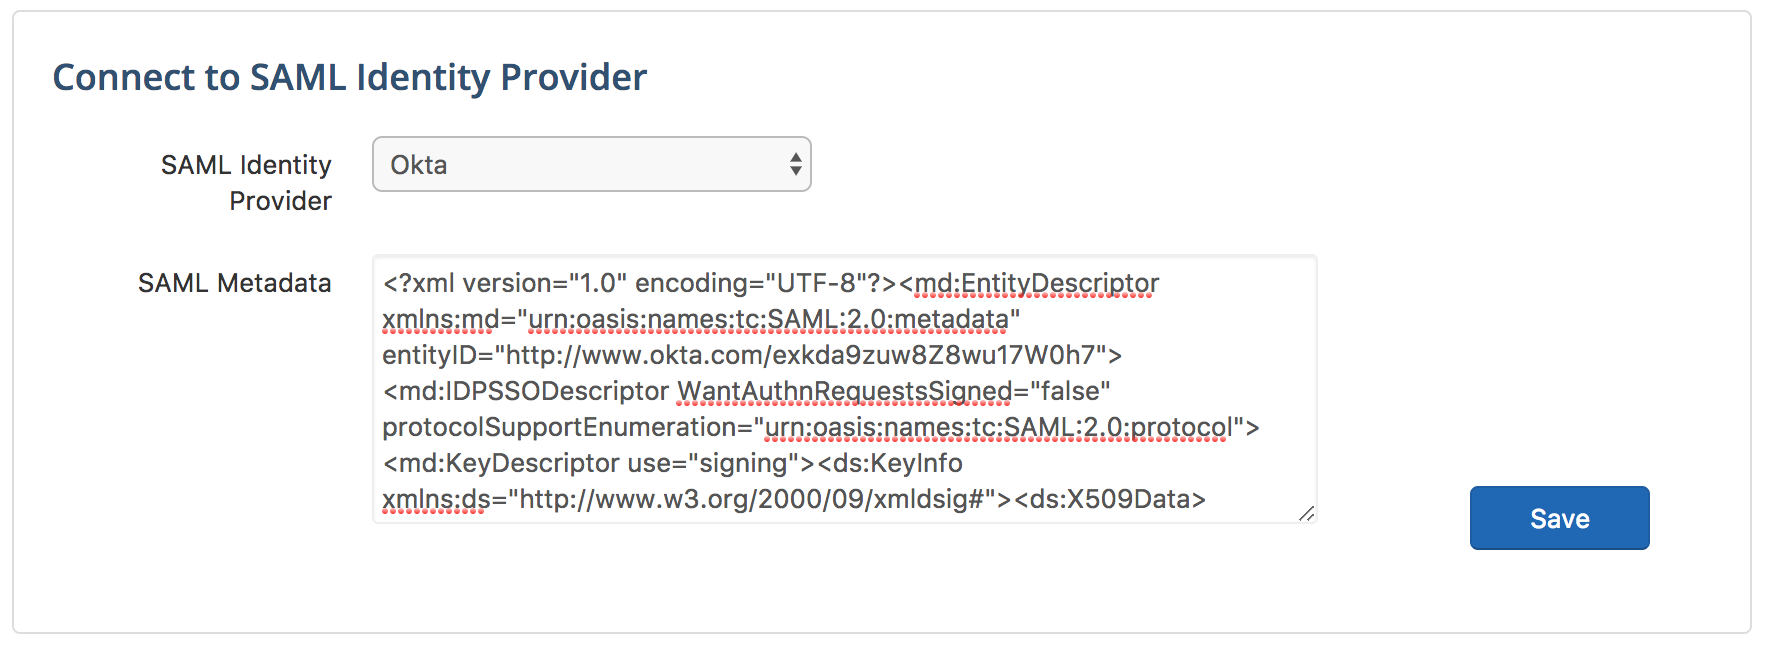 Connect to SAML Identity Provider
SAML Identity
Provider
Okta
SAML Metadata
<?xml version="1.0" encoding="UTF-8"?><md:EntityDescriptor
xmlns:md="urn:oasis:names:tc:SAML:2.0:metadata"
entityID="http://www.okta.com/exkda9zuw8Z8wu17W0h7">
<md:IDPSSODescriptor WantAuthnRequestsSigned="false"
protocolSupportEnumeration="urn:oasis:names:tc:SAML:2.0:protocol">
<md:KeyDescriptor use="signing"><ds:KeyInfo
xmlns:ds="http://www.w3.org/2000/09/xmldsig#"><ds:X509Data>
Save